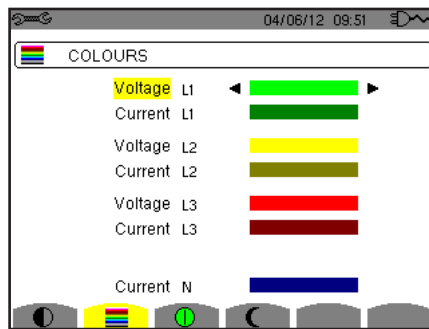 04/06/12 09:51
COLOURS
Voltage L1
Current L1
Voltage L2
Current L2
Voltage L3
Current L3
Current N